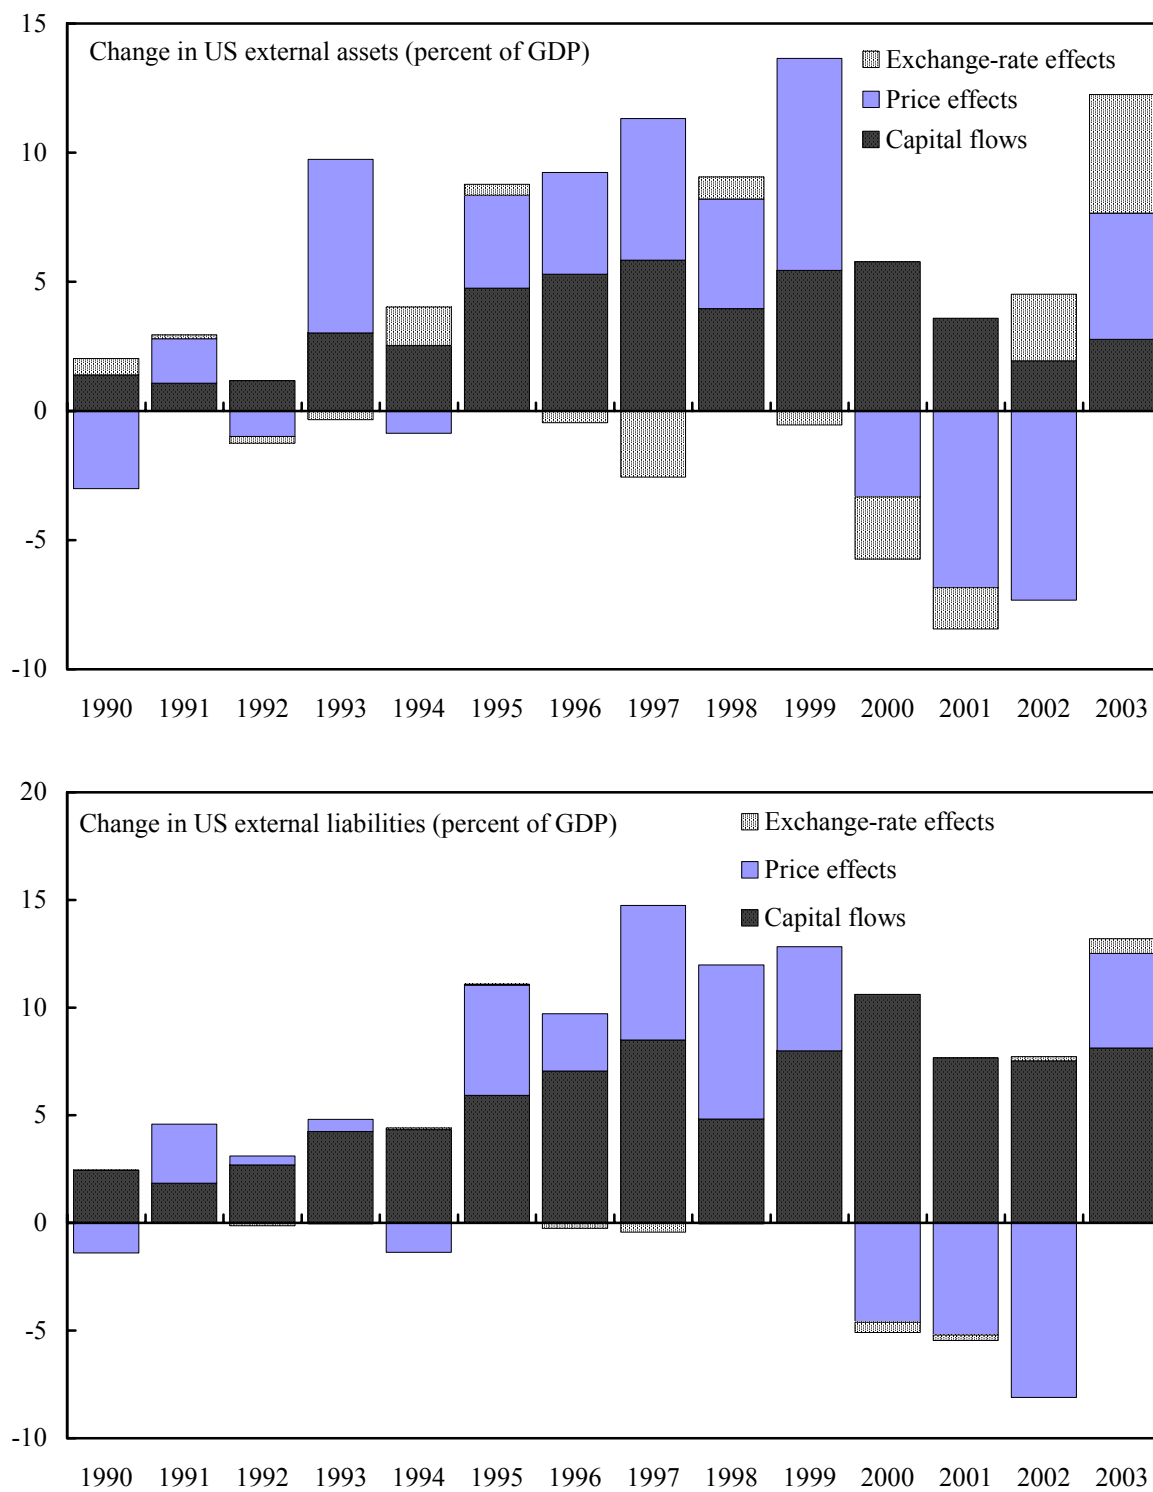 15
Change in US external assets (percent of GDP)
Exchange-rate effects
Price effects
Capital flows
10
5
0
-5
-10
1990 1991 1992 1993 1994 1995 1996 1997 1998 1999 2000 2001 2002 2003
20
Change in US external liabilities (percent of GDP)
Exchange-rate effects
Price effects
Capital flows
15
10
5
0
-5
-10
1990 1991 1992 1993 1994 1995 1996 1997 1998 1999 2000 2001 2002 2003